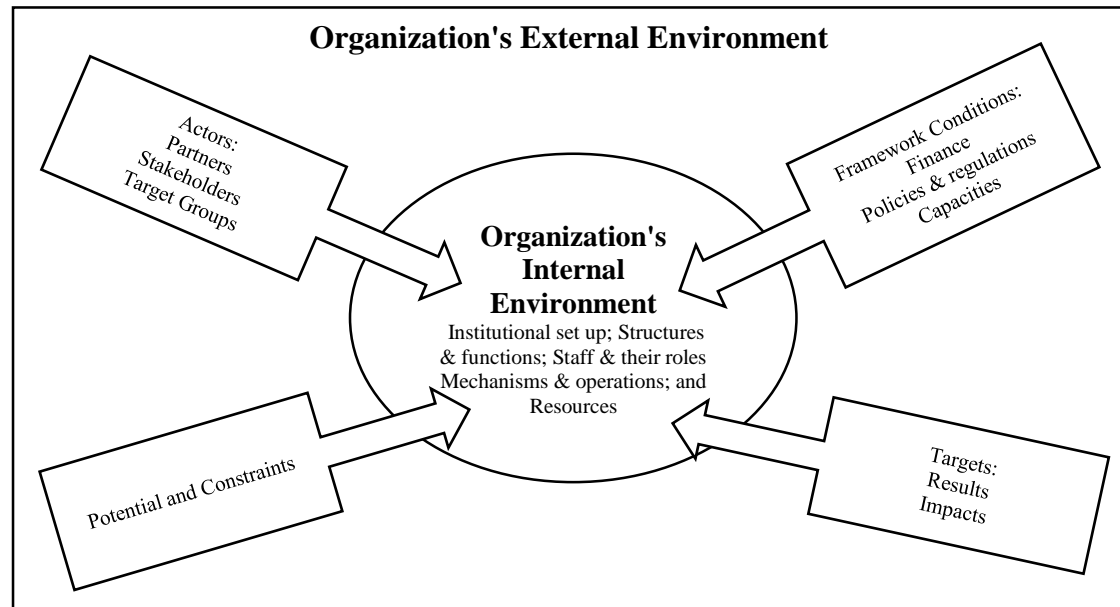 Organization's External Environment
Actors:
Partners
Stakeholders
Target Groups
Framework Conditions:
Finance
Policies & regulations
Capacities
Organization's
Internal
Environment
Institutional set up; Structures
& functions; Staff & their roles
Mechanisms & operations; and
Resources
Potential and Constraints
Targets:
Results
Impacts